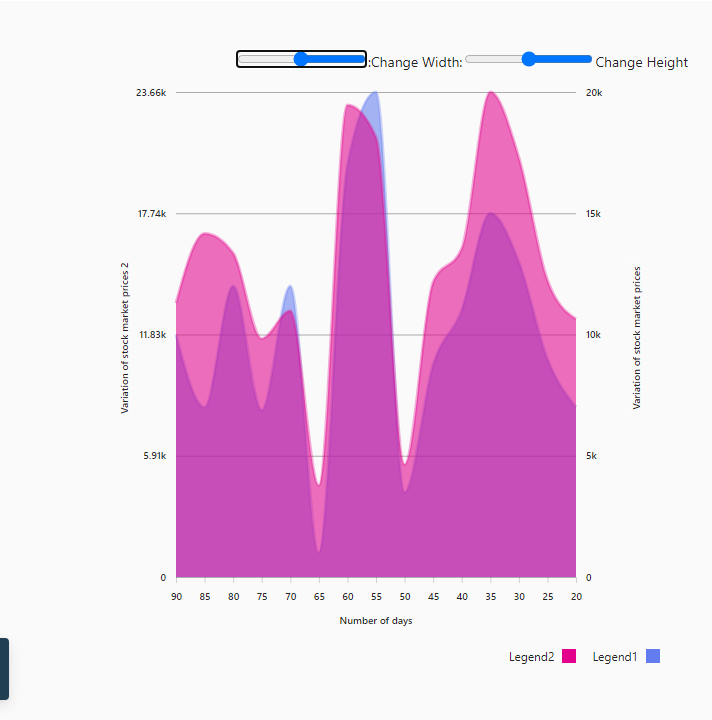 :Change Width: Change Height
23.66k
17.74k
11.83k
5.91k
0
Variation of stock market prices 2
20k
15k
10k
5k
0
Variation of stock market prices
90 85 80 75 70 65 60 55 50 45 40 35 30 25 20
Number of days
Legend2 Legend1